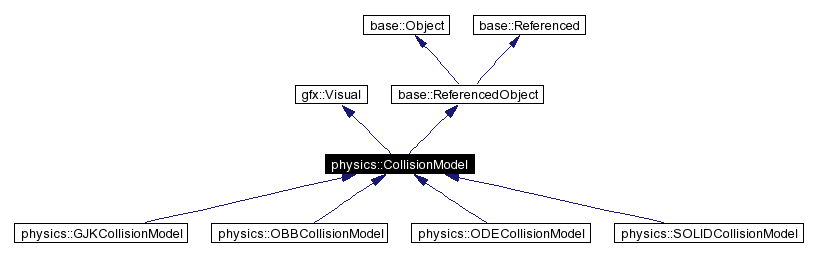 base::Object
base::Referenced
gfx::Visual
base::ReferencedObject
physics::CollisionModel
physics::GJKCollisionModel
physics::OBBCollisionModel
physics::ODECollisionModel
physics::SOLIDCollisionModel